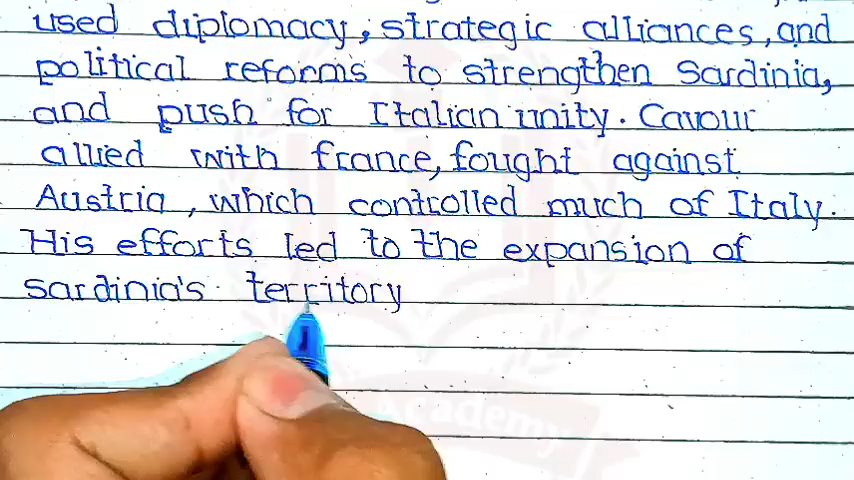 used diplomacy, strategic alliances, and
political reforms to strengthen Sardinia,
and push for Italian unity. Cavour
allied with france, fought against
Austria, which controlled much of Italy.
His efforts led to the expansion of
sardinia's territory
Academy